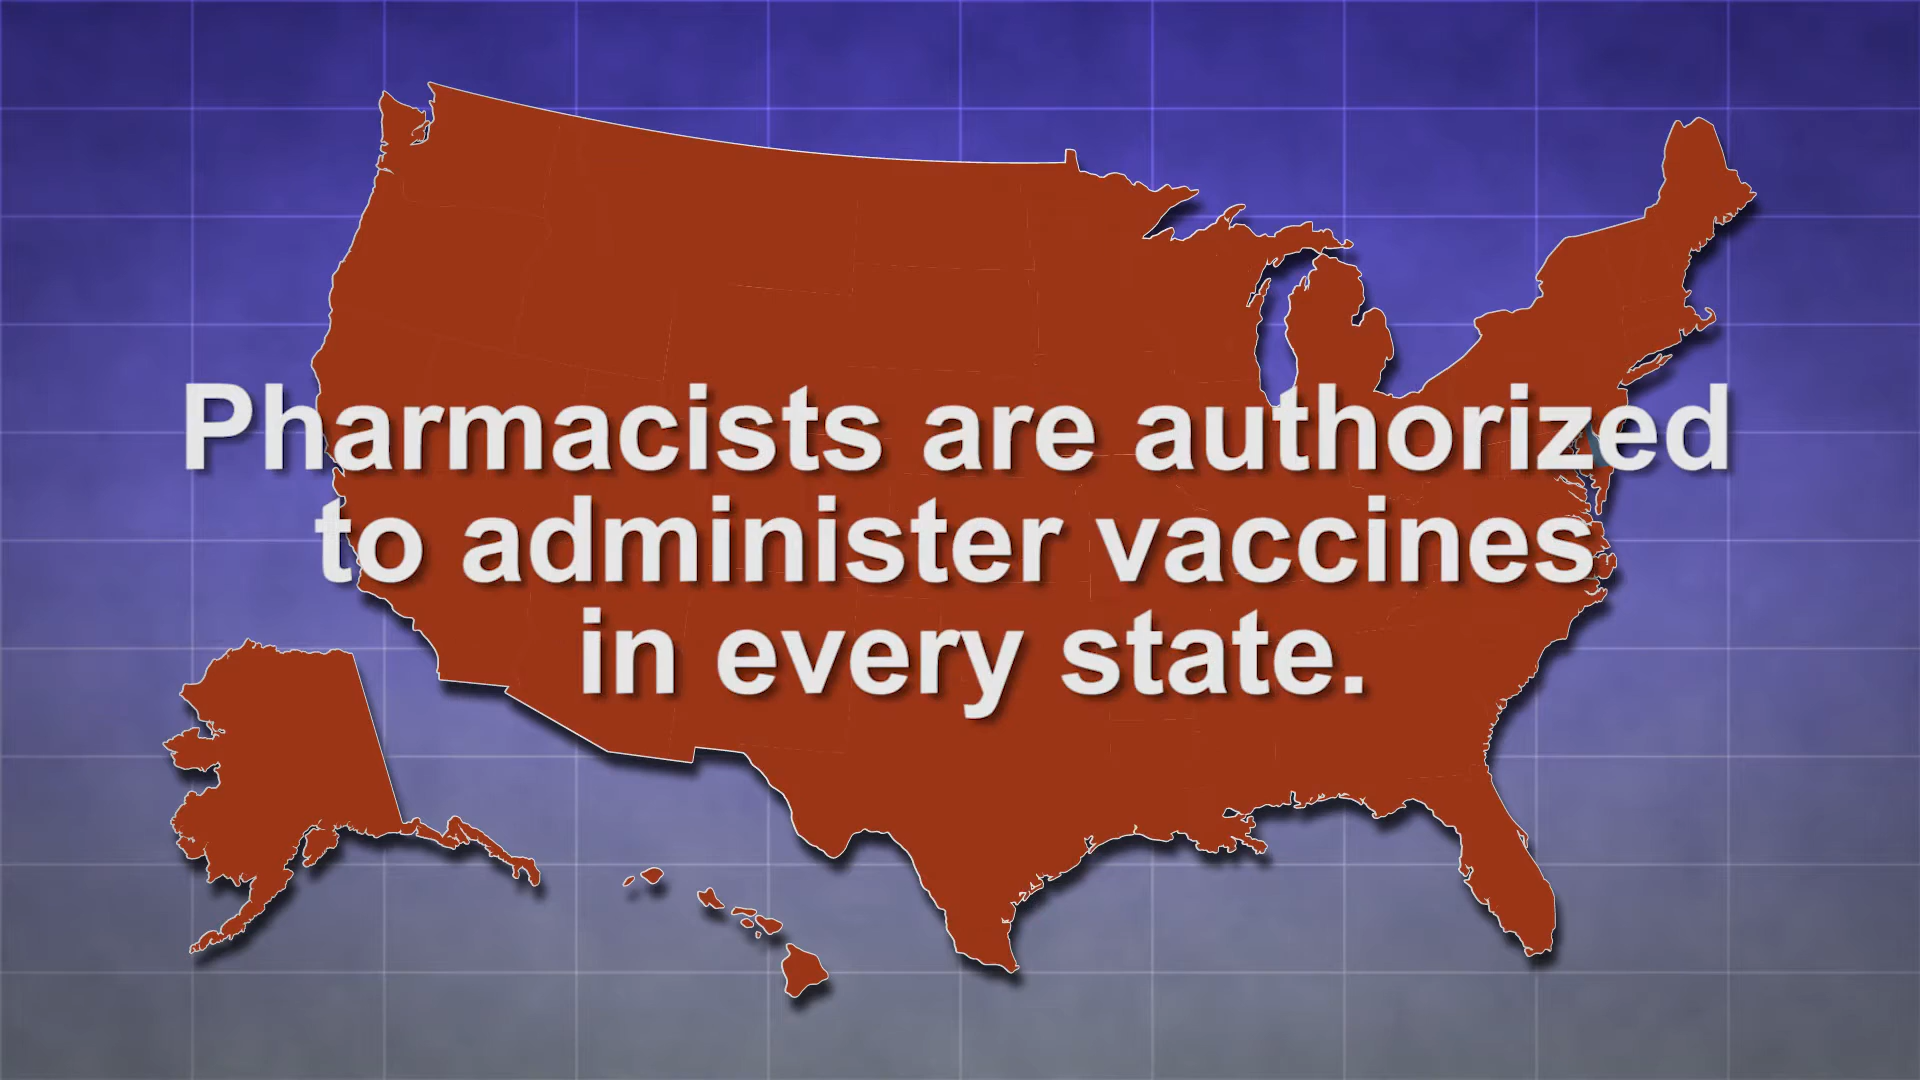 Pharmacists are authorized
to administer vaccines
in every state.